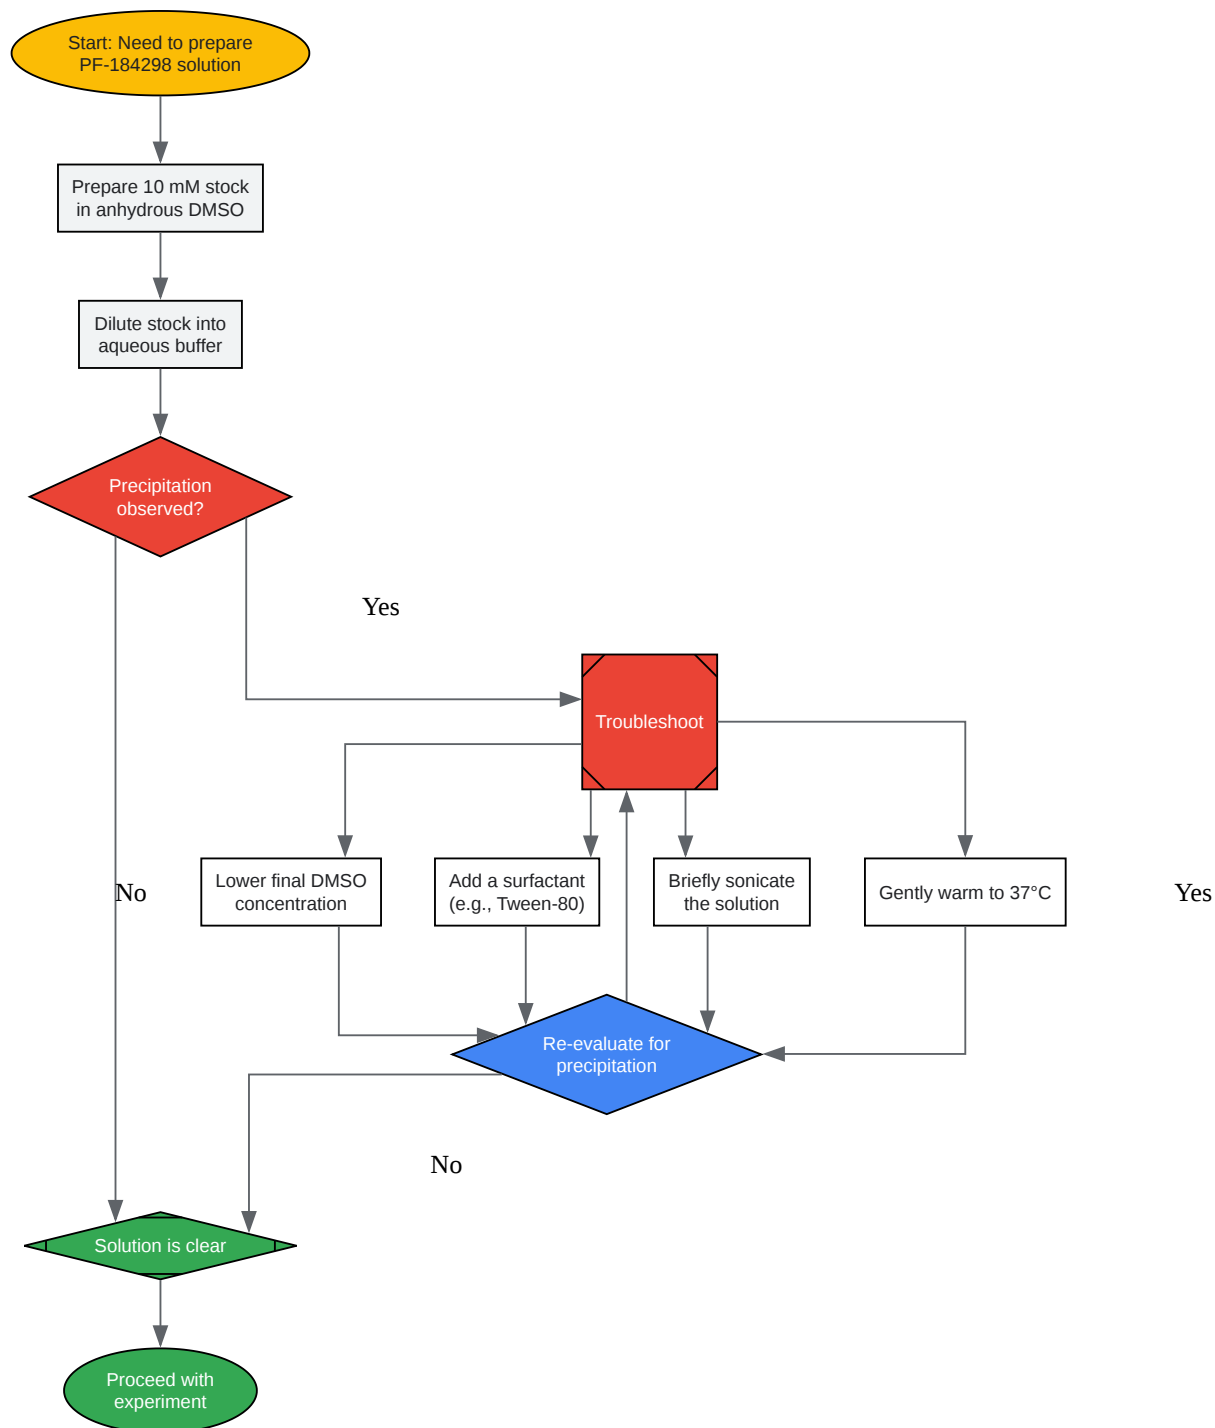 Start: Need to prepare
PF-184298 solution
Prepare 10 mM stock
in anhydrous DMSO
Dilute stock into
aqueous buffer
Precipitation
observed?
Yes
Troubleshoot
No
Lower final DMSO
concentration
Add a surfactant
(e.g., Tween-80)
Briefly sonicate
the solution
Gently warm to 37°C
Yes
Re-evaluate for
precipitation
No
Solution is clear
Proceed with
experiment